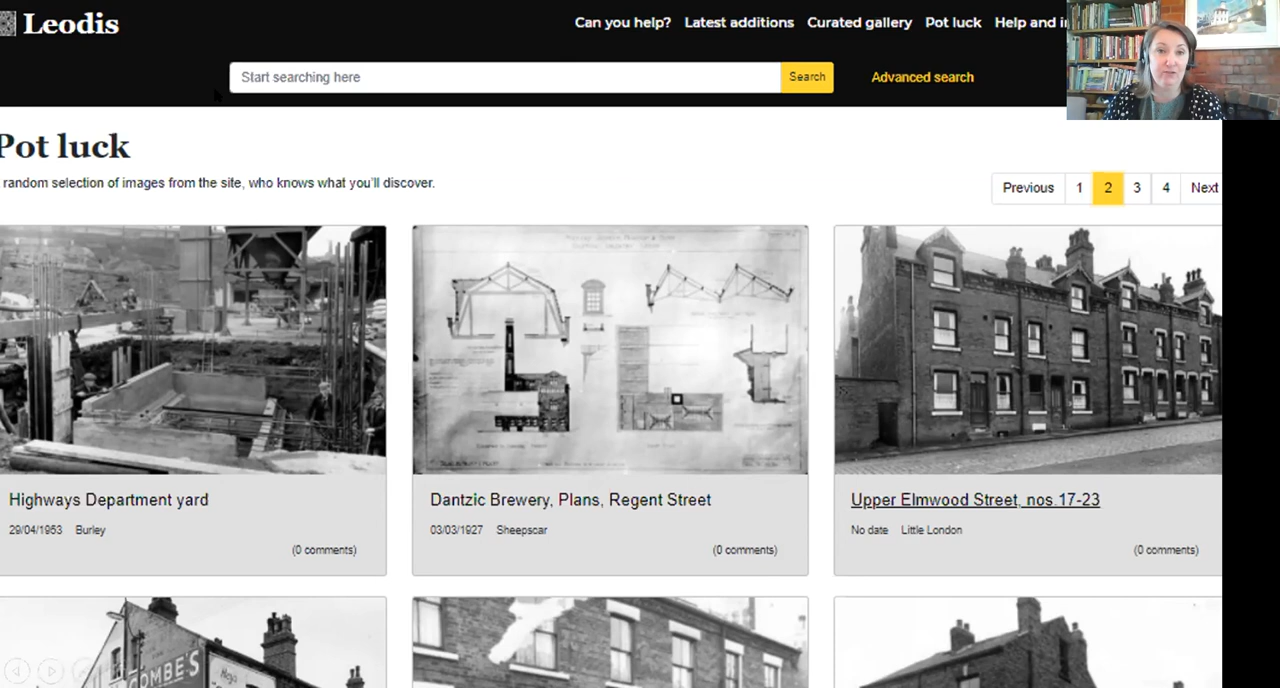 Leodis
Can you help? Latest additions Curated gallery Pot luck Help and
Start searching here
Search
Advanced search
Pot luck
random selection of images from the site, who knows what you'll discover.
Previous 1 2 3 4 Next
Highways Department yard
29/04/1953 Burley
(0 comments)
Dantzic Brewery, Plans, Regent Street
03/03/1927 Sheepscar
(0 comments)
Upper Elmwood Street, nos.17-23
No date Little London
(0 comments)